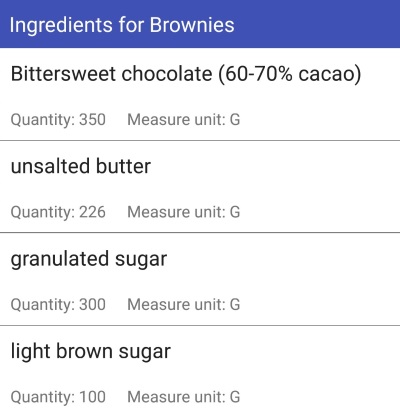 Ingredients for Brownies
Bittersweet chocolate (60-70% cacao)
Quantity: 350 Measure unit: G
unsalted butter
Quantity: 226 Measure unit: G
granulated sugar
Quantity: 300 Measure unit: G
light brown sugar
Quantity: 100 Measure unit: G